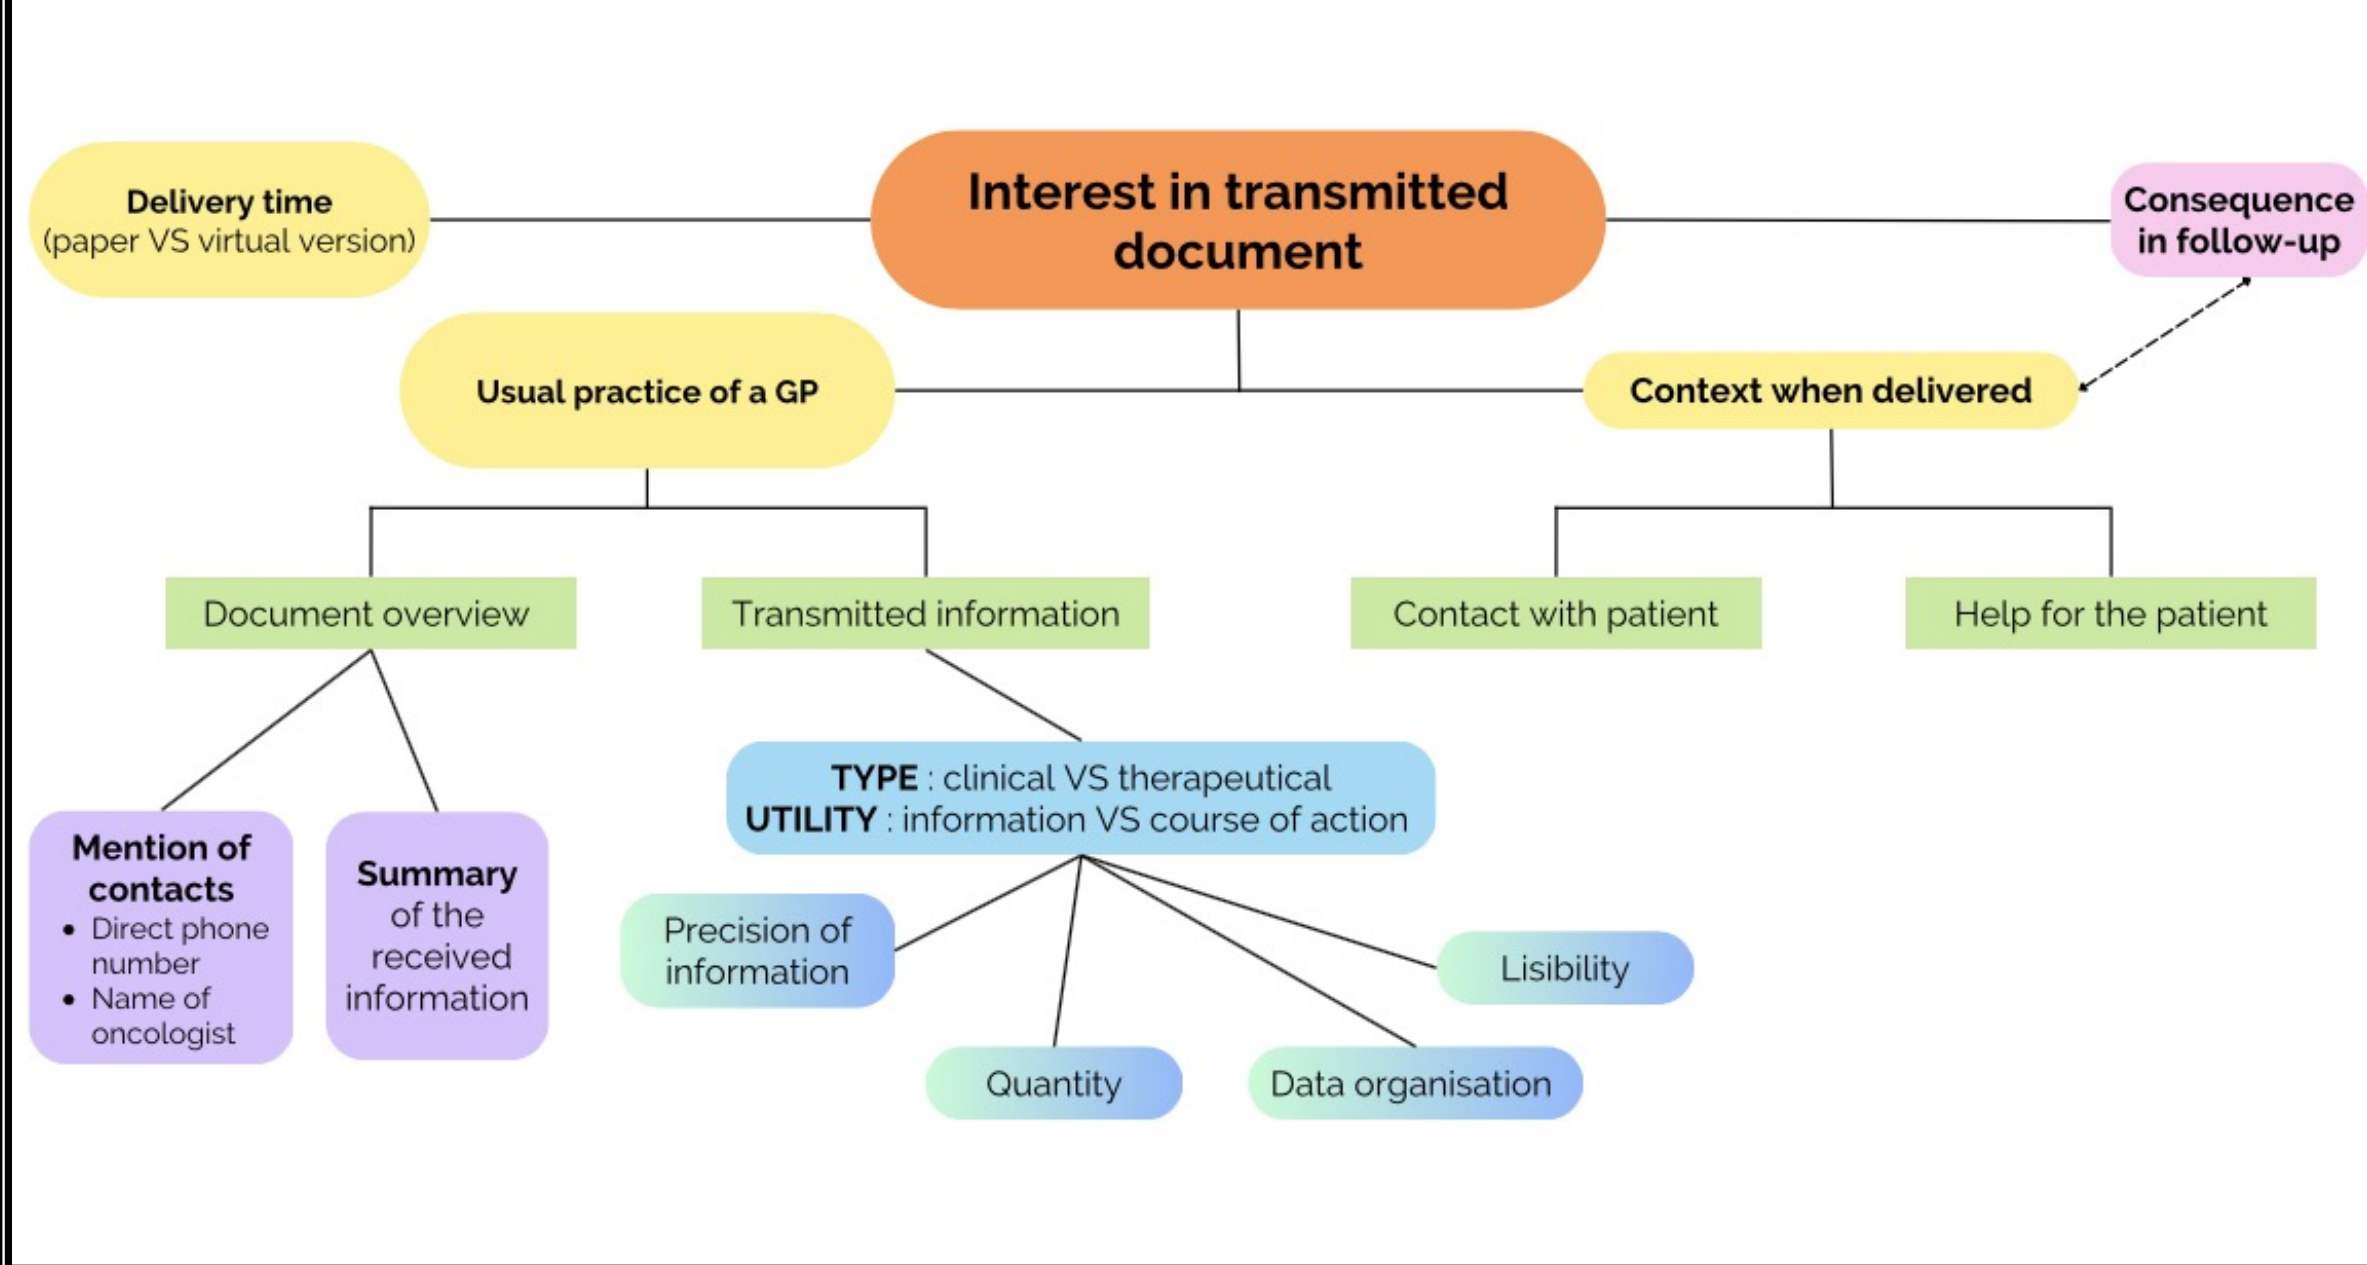 Interest in transmitted
document
Delivery time
(paper VS virtual version)
Consequence
in follow-up
Usual practice of a GP
Context when delivered
Document overview
Transmitted information
Contact with patient
Help for the patient
TYPE : clinical VS therapeutical
UTILITY : information VS course of action
Mention of
contacts
• Direct phone
number
• Name of
oncologist
Summary
of the
received
information
Precision of
information
Lisibility
Quantity
Data organisation